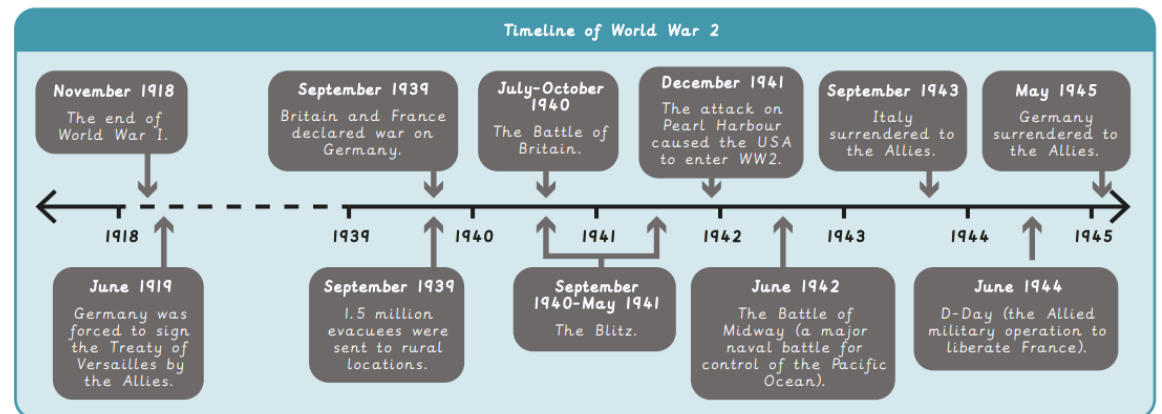 Timeline of World War 2
November 1918
The end of
World War I.
September 1939
Britain and France
declared war on
Germany.
July-October
1940
The Battle of
Britain.
December 1941
The attack on
Pearl Harbour
caused the USA
to enter WW2.
September 1943
Italy
surrendered to
the Allies.
May 1945
Germany
surrendered to
the Allies.
1918
1939
1940
1941
1942
1943
1944
1945
June 1919
Germany was
forced to sign
the Treaty of
Versailles by
the Allies.
September 1939
1.5 million
evacuees were
sent to rural
locations.
September
1940-May 1941
The Blitz.
June 1942
The Battle of
Midway (a major
naval battle for
control of the Pacific
Ocean).
June 1944
D-Day (the Allied
military operation to
liberate France).